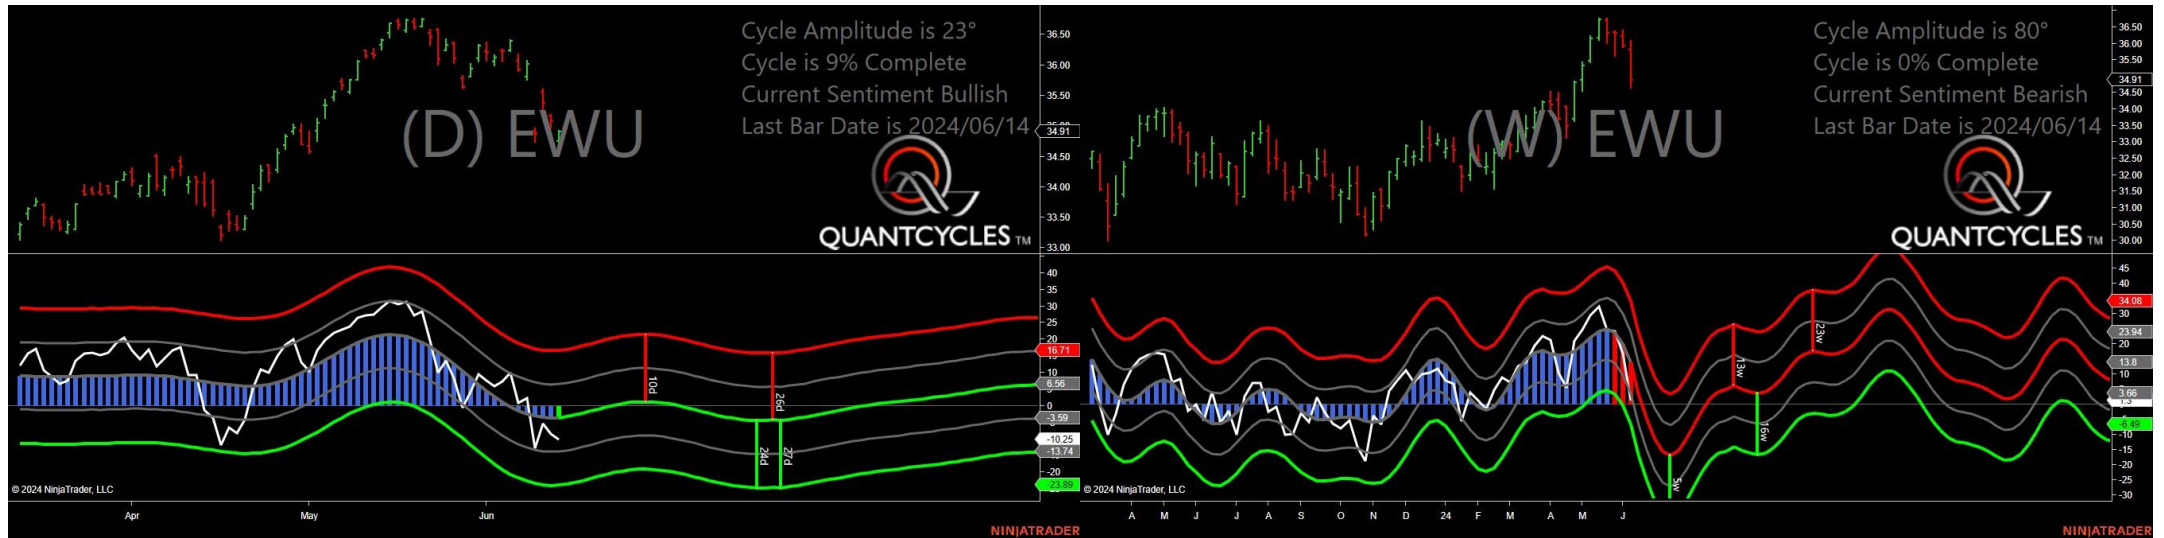 Cycle Amplitude is 23°
Cycle is 9% Complete
Current Sentiment Bullish
Last Bar Date is 2024/06/14
(D) EWU
QUANTCYCLES TM
36.50
36.00
35.50
34.91
34.50
34.00
33.50
33.00
40
35
30
25
20
16.71
10
6.56
0
-3.59
-10.25
-13.74
-20
-23.89
10d
26d
24d
27d
© 2024 NinjaTrader, LLC
Apr
May
Jun
NINJATRADER
Cycle Amplitude is 80°
Cycle is 0% Complete
Current Sentiment Bearish
Last Bar Date is 2024/06/14
(W) EWU
QUANTCYCLES TM
36.50
36.00
35.50
34.91
34.50
34.00
33.50
33.00
32.50
32.00
31.50
31.00
30.50
30.00
45
40
34.08
30
23.94
20
13.8
10
3.66
-6.49
-10
-15
-20
-25
-30
13w
23w
16w
5w
© 2024 NinjaTrader, LLC
A M J J A S O N D 24 F M A M J
NINJATRADER